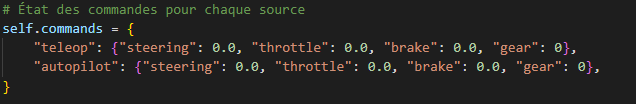 # État des commandes pour chaque source
self.commands = {
    "teleop": {"steering": 0.0, "throttle": 0.0, "brake": 0.0, "gear": 0},
    "autopilot": {"steering": 0.0, "throttle": 0.0, "brake": 0.0, "gear": 0},
}